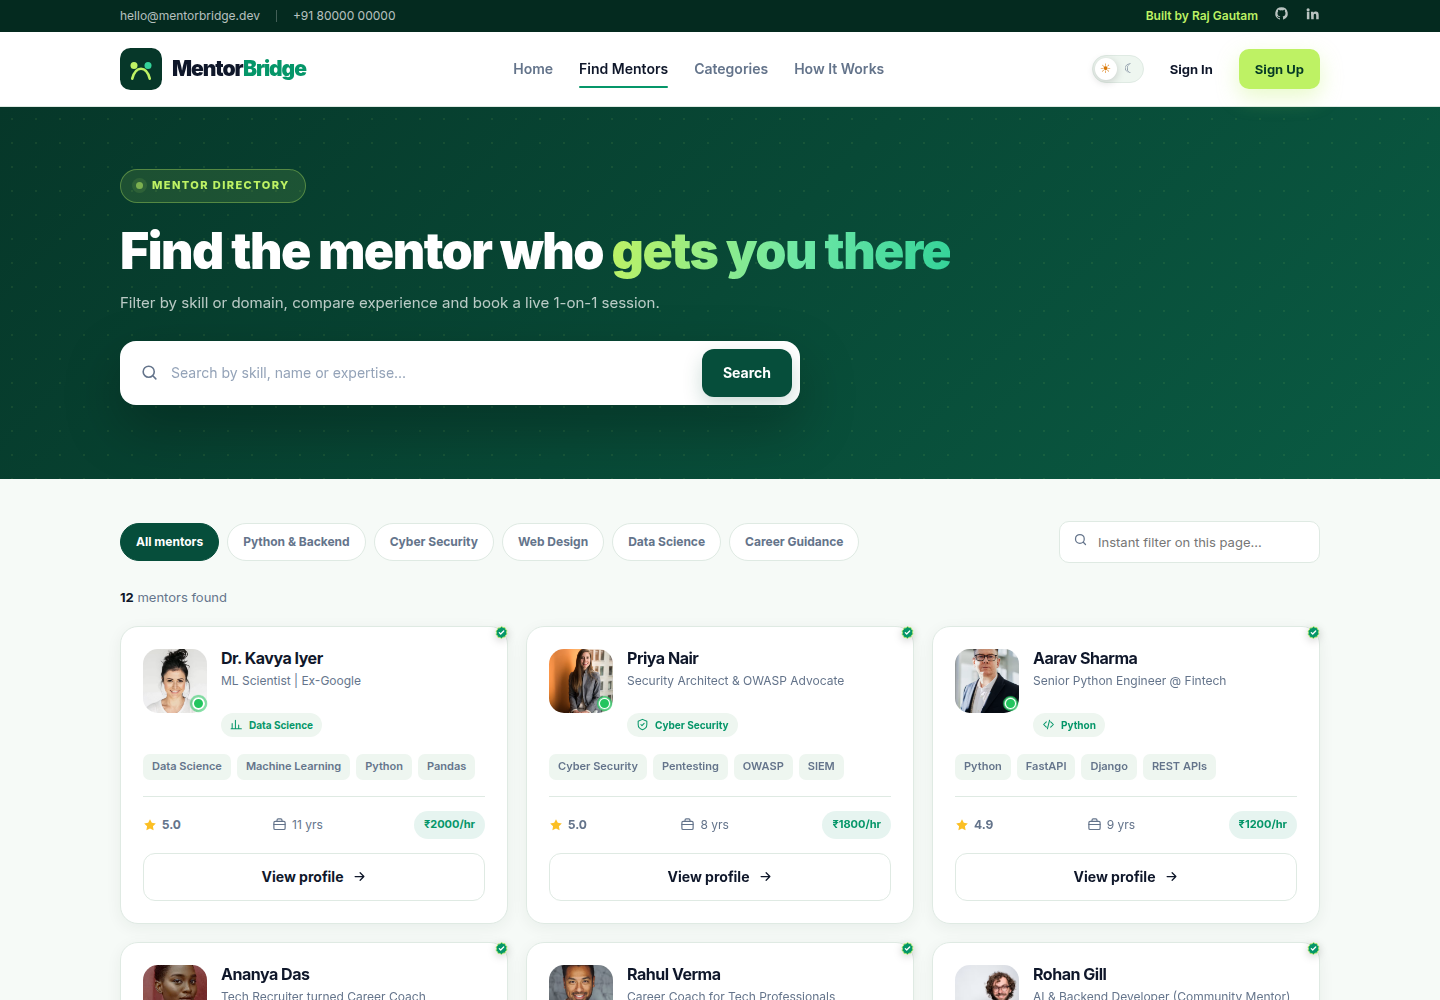 hello@mentorbridge.dev
+91 80000 00000
Built by Raj Gautam
MentorBridge
Home
Find Mentors
Categories
How It Works
Sign In
Sign Up
MENTOR DIRECTORY
Find the mentor who gets you there
Filter by skill or domain, compare experience and book a live 1-on-1 session.
Search by skill, name or expertise...
Search
All mentors
Python & Backend
Cyber Security
Web Design
Data Science
Career Guidance
Instant filter on this page...
12 mentors found
Dr. Kavya Iyer
ML Scientist | Ex-Google
Data Science
Data Science
Machine Learning
Python
Pandas
5.0
11 yrs
₹2000/hr
View profile →
Priya Nair
Security Architect & OWASP Advocate
Cyber Security
Cyber Security
Pentesting
OWASP
SIEM
5.0
8 yrs
₹1800/hr
View profile →
Aarav Sharma
Senior Python Engineer @ Fintech
Python
Python
FastAPI
Django
REST APIs
4.9
9 yrs
₹1200/hr
View profile →
Ananya Das
Tech Recruiter turned Career Coach
Rahul Verma
Career Coach for Tech Professionals
Rohan Gill
AI & Backend Developer (Community Mentor)